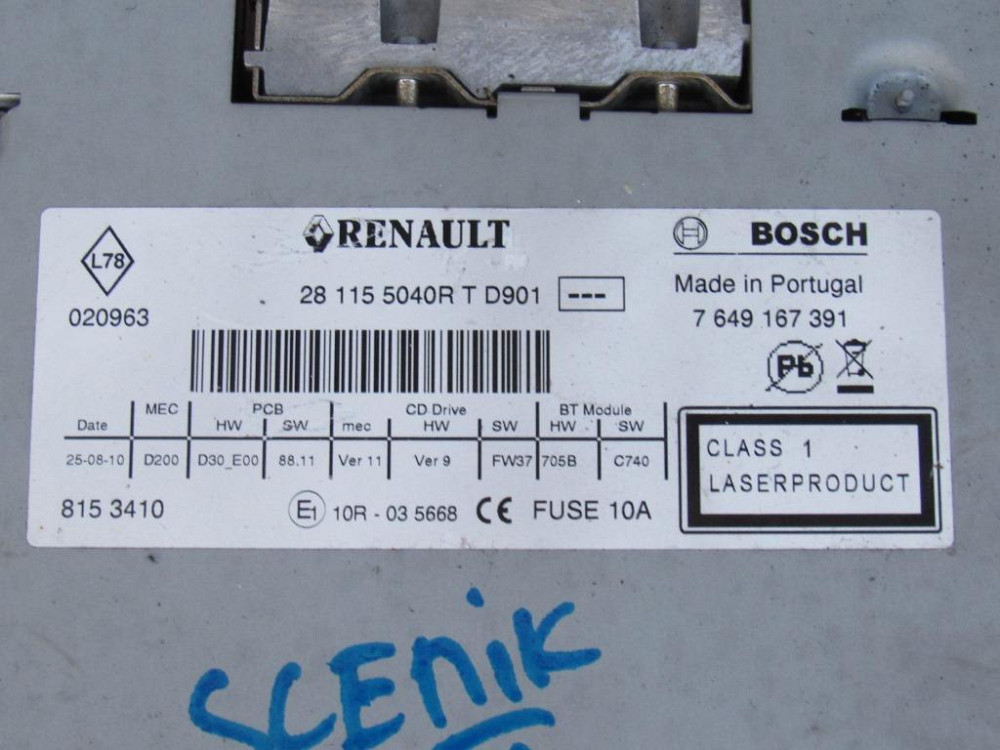 L78
RENAULT
BOSCH
28 115 5040R T D901 ---
020963
Made in Portugal
7 649 167 391
Pb
MEC PCB CD Drive BT Module
Date HW SW mec HW SW HW SW
25-08-10 D200 D30_E00 88.11 Ver 11 Ver 9 FW37 705B C740
CLASS 1
LASERPRODUCT
815 3410
E1 10R - 03 5668 CE FUSE 10A
SCENiK